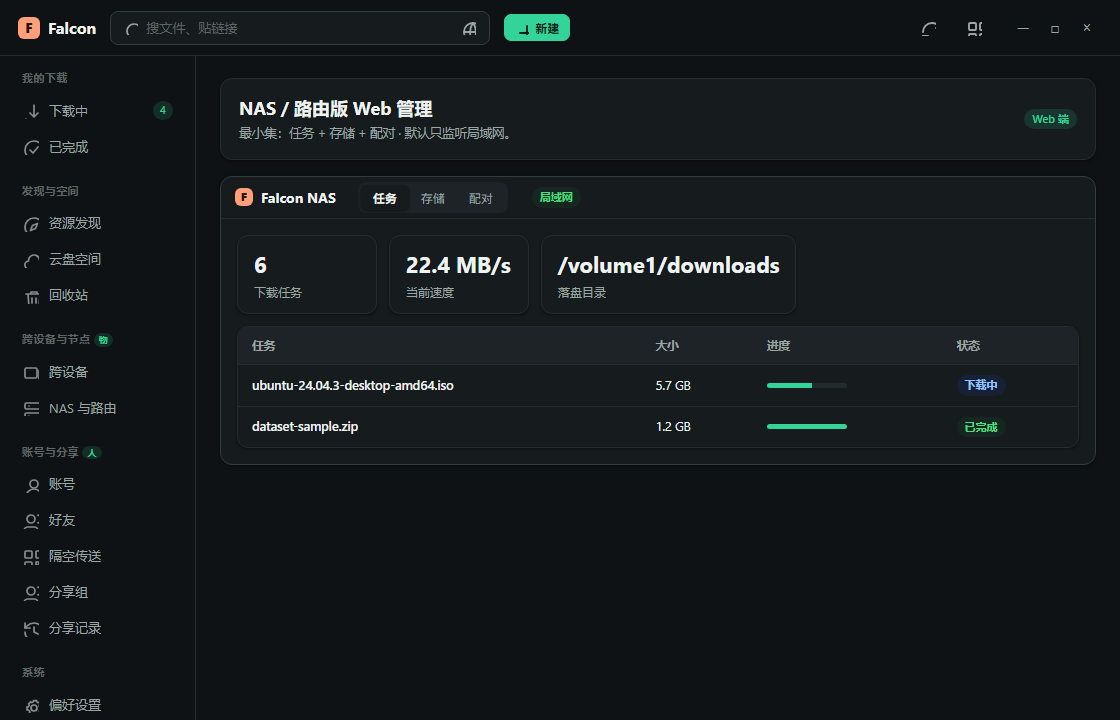 F Falcon
搜文件、贴链接
新建
我的下载
下载中 4
已完成
发现与空间
资源发现
云盘空间
回收站
跨设备与节点 物
跨设备
NAS 与路由
账号与分享 人
账号
好友
隔空传送
分享组
分享记录
系统
偏好设置
NAS / 路由版 Web 管理
最小集：任务 + 存储 + 配对 · 默认只监听局域网。
Web 端
F Falcon NAS 任务 存储 配对 局域网
6
下载任务
22.4 MB/s
当前速度
/volume1/downloads
落盘目录
任务 大小 进度 状态
ubuntu-24.04.3-desktop-amd64.iso 5.7 GB 下载中
dataset-sample.zip 1.2 GB 已完成